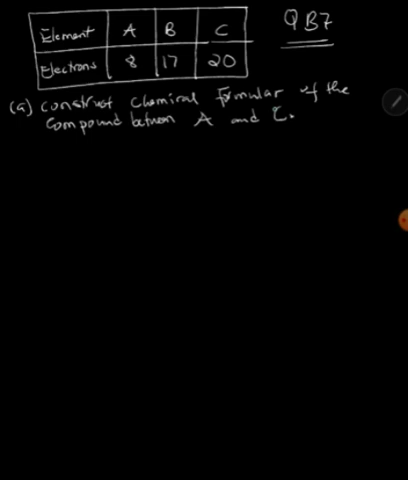 QB7
Element A B C
Electrons 8 17 20
(a) construct chemical formular of the
compound between A and C.